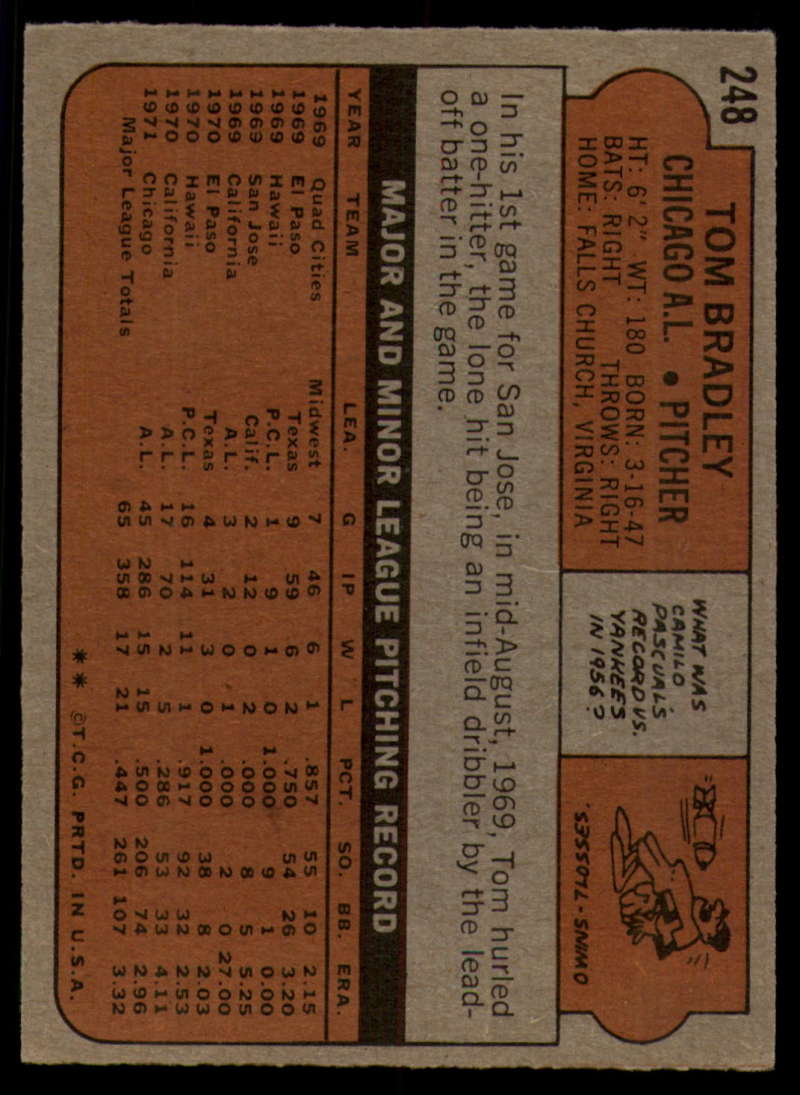 248
TOM BRADLEY
CHICAGO A.L. • PITCHER
HT: 6' 2" WT: 180 BORN: 3-16-47
BATS: RIGHT THROWS: RIGHT
HOME: FALLS CHURCH, VIRGINIA
WHAT WAS
CAMILO
PASCUAL'S
RECORD VS.
YANKEES
IN 1956?
0 WINS-7 LOSSES.
In his 1st game for San Jose, in mid-August, 1969, Tom hurled
a one-hitter, the lone hit being an infield dribbler by the lead-
off batter in the game.
MAJOR AND MINOR LEAGUE PITCHING RECORD
YEAR TEAM LEA. G IP W L PCT. SO. BB. ERA.
1969 Quad Cities Midwest 7 46 6 1 .857 55 10 2.15
1969 El Paso Texas 9 59 6 2 .750 54 26 3.20
1969 Hawaii P.C.L. 1 9 1 0 1.000 9 1 0.00
1969 San Jose Calif. 2 12 0 2 .000 8 5 5.25
1969 California A.L. 3 2 0 1 .000 2 0 27.00
1970 El Paso Texas 4 31 3 0 1.000 38 8 2.03
1970 Hawaii P.C.L. 16 114 11 1 .917 92 32 2.53
1970 California A.L. 17 70 2 5 .286 53 33 4.11
1971 Chicago A.L. 45 286 15 15 .500 206 74 2.96
Major League Totals 65 358 17 21 .447 261 107 3.32
** ©T.C.G. PRTD. IN U.S.A.